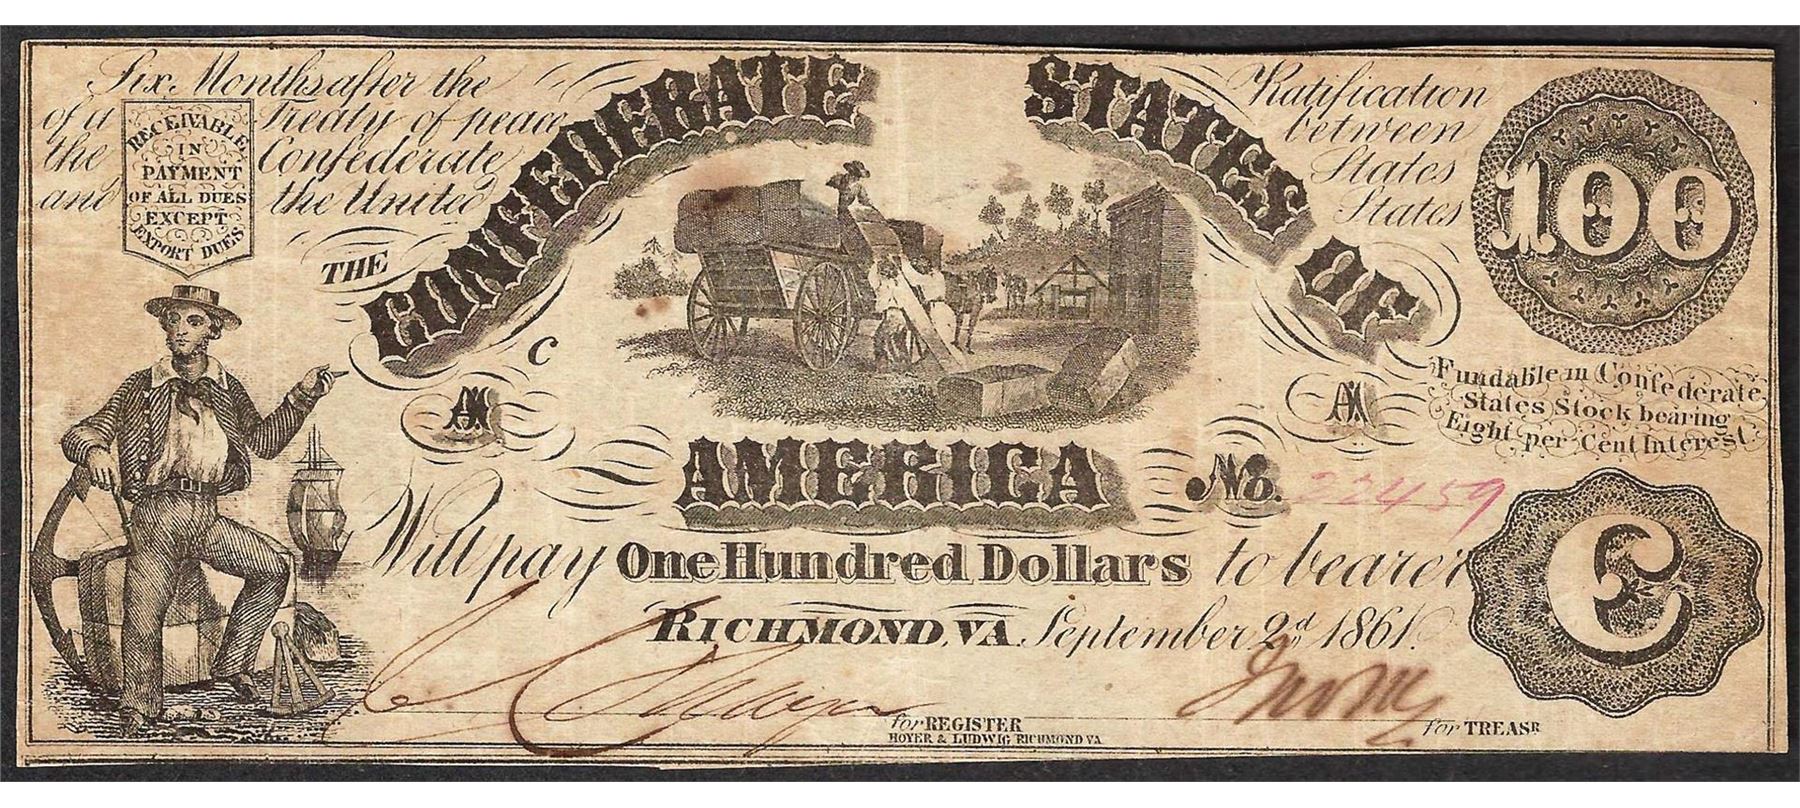 Six Months after the Ratification
of a Treaty of peace between
the Confederate States
and the United States
RECEIVABLE
IN
PAYMENT
OF ALL DUES
EXCEPT
EXPORT DUES
THE
CONFEDERATE STATES OF
AMERICA
100
C
A
A
Fundable in Confederate
States Stock bearing
Eight per Cent Interest
No. 22459
Will pay One Hundred Dollars to bearer
RICHMOND, VA. September 2d 1861.
C
for REGISTER
HOYER & LUDWIG RICHMOND VA
for TREASR